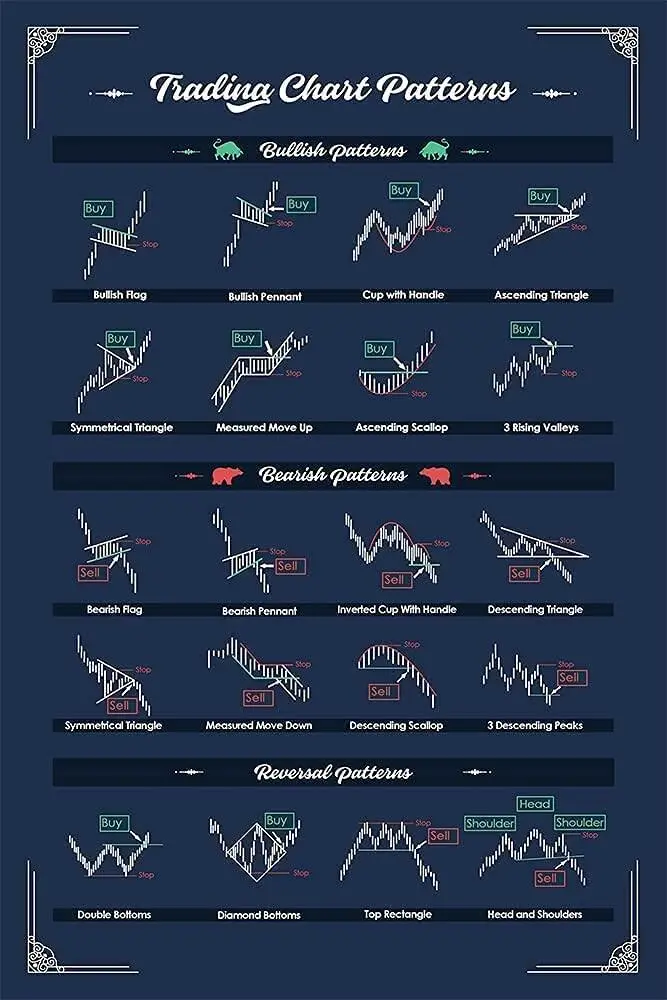 Trading Chart Patterns
Bullish Patterns
Buy Stop
Buy Stop
Buy Stop
Buy Stop
Bullish Flag
Bullish Pennant
Cup with Handle
Ascending Triangle
Buy Stop
Buy Stop
Buy Stop
Buy Stop
Symmetrical Triangle
Measured Move Up
Ascending Scallop
3 Rising Valleys
Bearish Patterns
Stop Sell
Stop Sell
Stop Sell
Stop Sell
Bearish Flag
Bearish Pennant
Inverted Cup With Handle
Descending Triangle
Stop Sell
Stop Sell
Stop Sell
Stop Sell
Symmetrical Triangle
Measured Move Down
Descending Scallop
3 Descending Peaks
Reversal Patterns
Buy Stop
Buy Stop
Stop Sell
Head
Shoulder Shoulder
Stop
Sell
Double Bottoms
Diamond Bottoms
Top Rectangle
Head and Shoulders